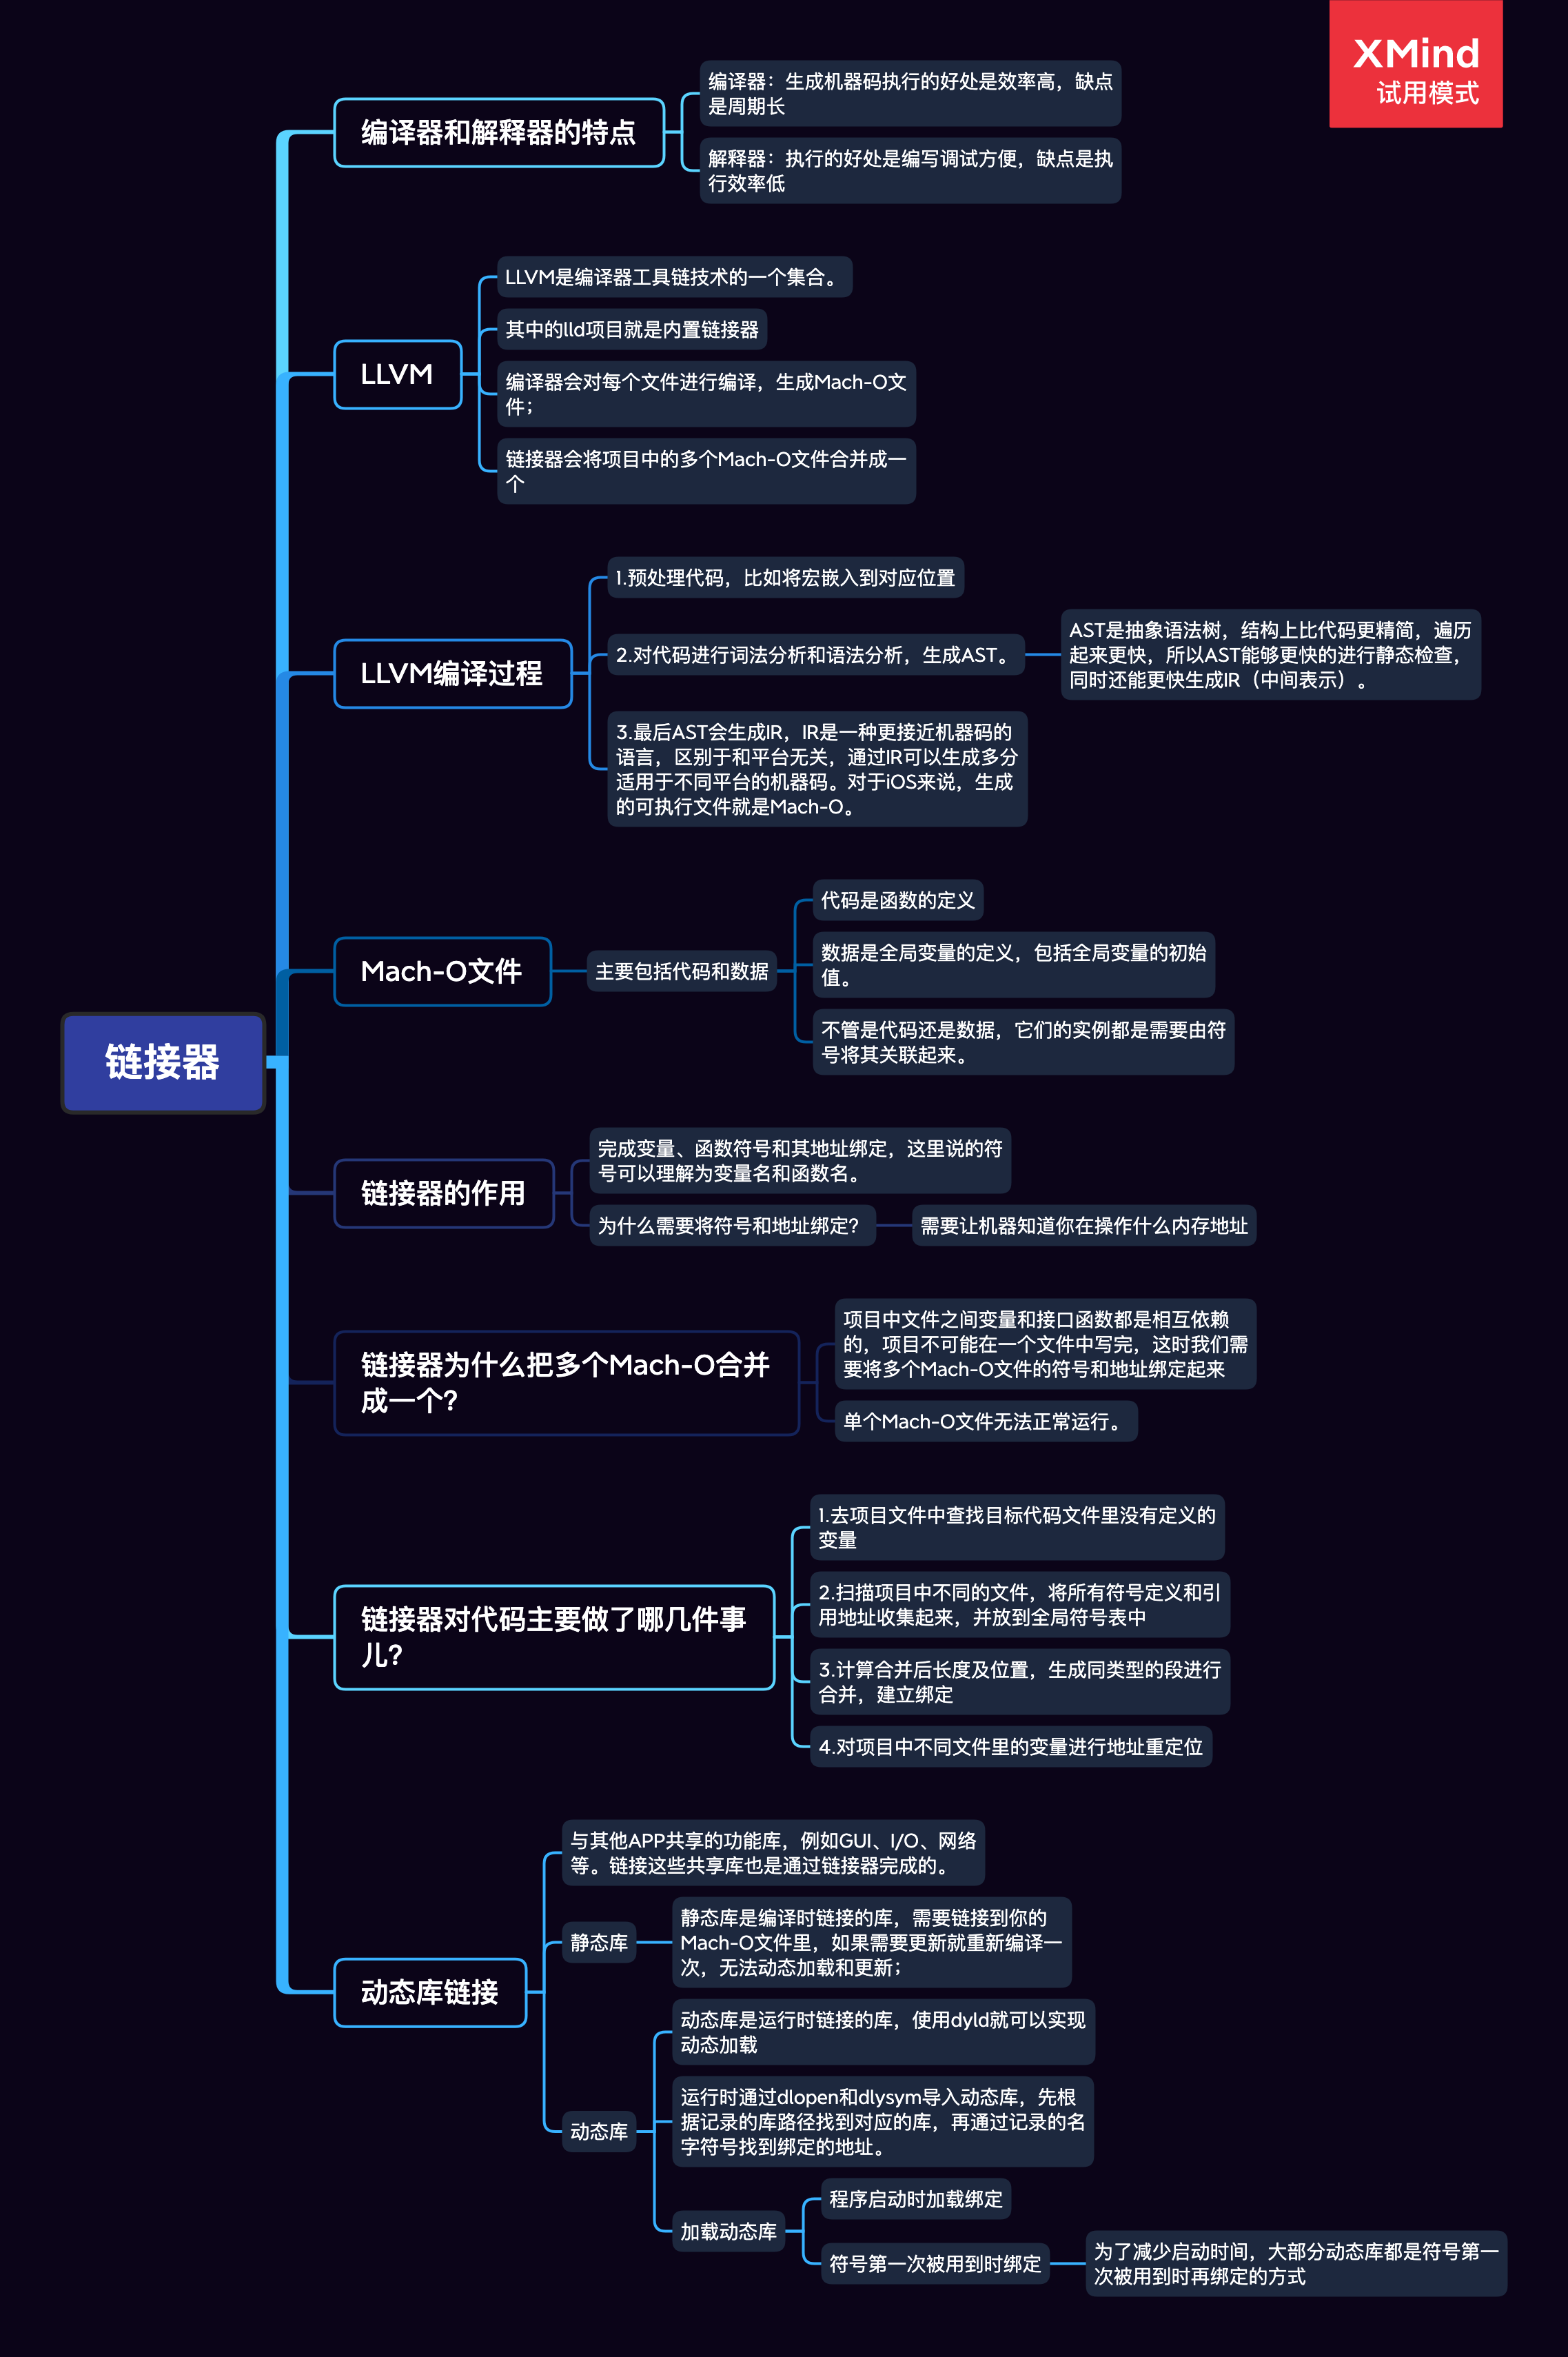 XMind
试用模式
编译器和解释器的特点
编译器：生成机器码执行的好处是效率高，缺点
是周期长
解释器：执行的好处是编写调试方便，缺点是执
行效率低
LLVM
LLVM是编译器工具链技术的一个集合。
其中的lld项目就是内置链接器
编译器会对每个文件进行编译，生成Mach-O文
件；
链接器会将项目中的多个Mach-O文件合并成一
个
LLVM编译过程
1.预处理代码，比如将宏嵌入到对应位置
2.对代码进行词法分析和语法分析，生成AST。
AST是抽象语法树，结构上比代码更精简，遍历
起来更快，所以AST能够更快的进行静态检查，
同时还能更快生成IR（中间表示）。
3.最后AST会生成IR，IR是一种更接近机器码的
语言，区别于和平台无关，通过IR可以生成多分
适用于不同平台的机器码。对于iOS来说，生成
的可执行文件就是Mach-O。
Mach-O文件
主要包括代码和数据
代码是函数的定义
数据是全局变量的定义，包括全局变量的初始
值。
不管是代码还是数据，它们的实例都是需要由符
号将其关联起来。
链接器
链接器的作用
完成变量、函数符号和其地址绑定，这里说的符
号可以理解为变量名和函数名。
为什么需要将符号和地址绑定？
需要让机器知道你在操作什么内存地址
链接器为什么把多个Mach-O合并
成一个？
项目中文件之间变量和接口函数都是相互依赖
的，项目不可能在一个文件中写完，这时我们需
要将多个Mach-O文件的符号和地址绑定起来
单个Mach-O文件无法正常运行。
链接器对代码主要做了哪几件事
儿？
1.去项目文件中查找目标代码文件里没有定义的
变量
2.扫描项目中不同的文件，将所有符号定义和引
用地址收集起来，并放到全局符号表中
3.计算合并后长度及位置，生成同类型的段进行
合并，建立绑定
4.对项目中不同文件里的变量进行地址重定位
动态库链接
与其他APP共享的功能库，例如GUI、I/O、网络
等。链接这些共享库也是通过链接器完成的。
静态库
静态库是编译时链接的库，需要链接到你的
Mach-O文件里，如果需要更新就重新编译一
次，无法动态加载和更新；
动态库
动态库是运行时链接的库，使用dyld就可以实现
动态加载
运行时通过dlopen和dlysym导入动态库，先根
据记录的库路径找到对应的库，再通过记录的名
字符号找到绑定的地址。
加载动态库
程序启动时加载绑定
符号第一次被用到时绑定
为了减少启动时间，大部分动态库都是符号第一
次被用到时再绑定的方式